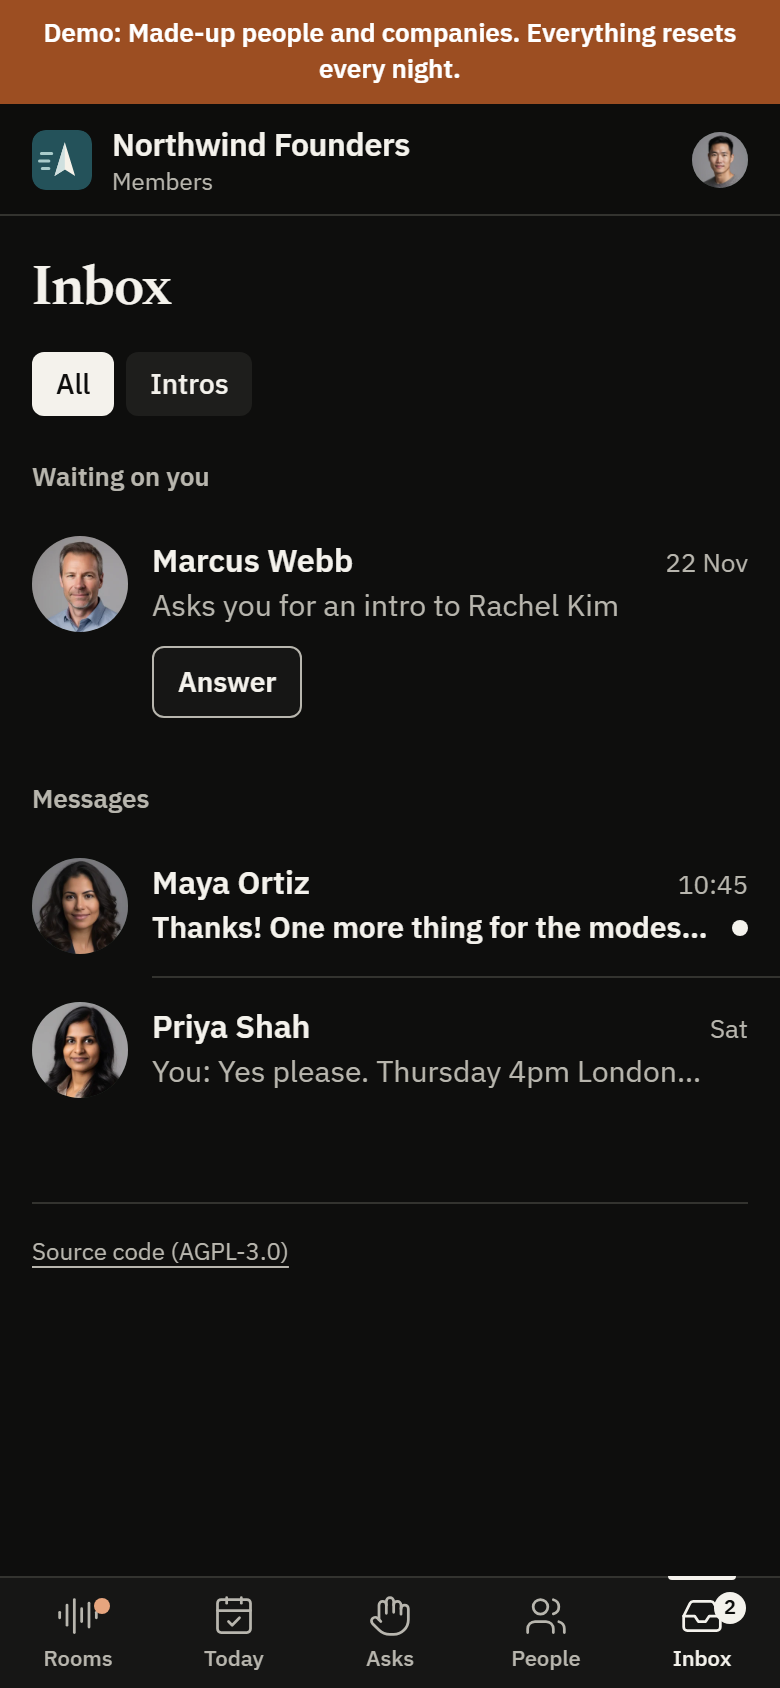 Demo: Made-up people and companies. Everything resets
every night.
Northwind Founders
Members
Inbox
All
Intros
Waiting on you
Marcus Webb
22 Nov
Asks you for an intro to Rachel Kim
Answer
Messages
Maya Ortiz
10:45
Thanks! One more thing for the modes...
Priya Shah
Sat
You: Yes please. Thursday 4pm London...
Source code (AGPL-3.0)
2
Rooms
Today
Asks
People
Inbox